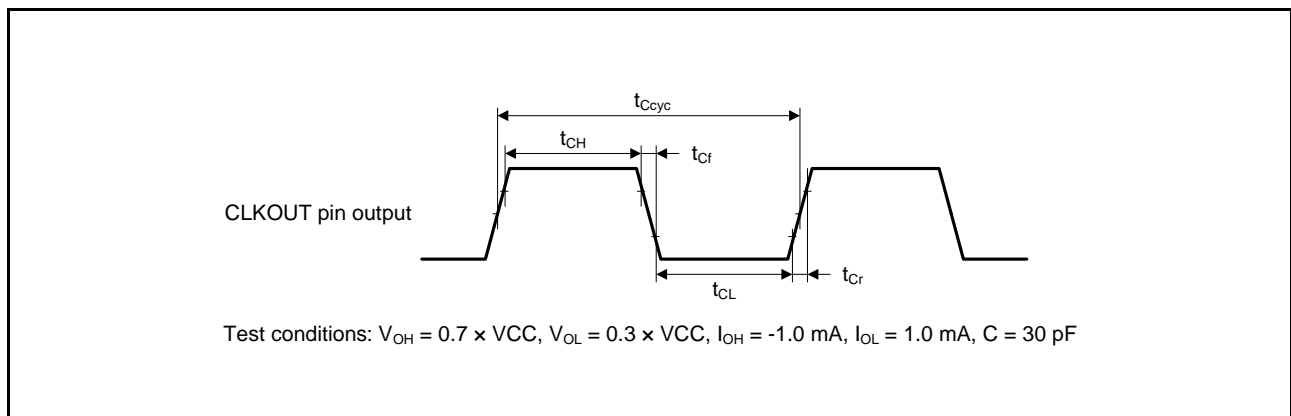 tCcyc
tCH
tCf
CLKOUT pin output
tCr
tCL
Test conditions: VOH = 0.7 × VCC, VOL = 0.3 × VCC, IOH = -1.0 mA, IOL = 1.0 mA, C = 30 pF